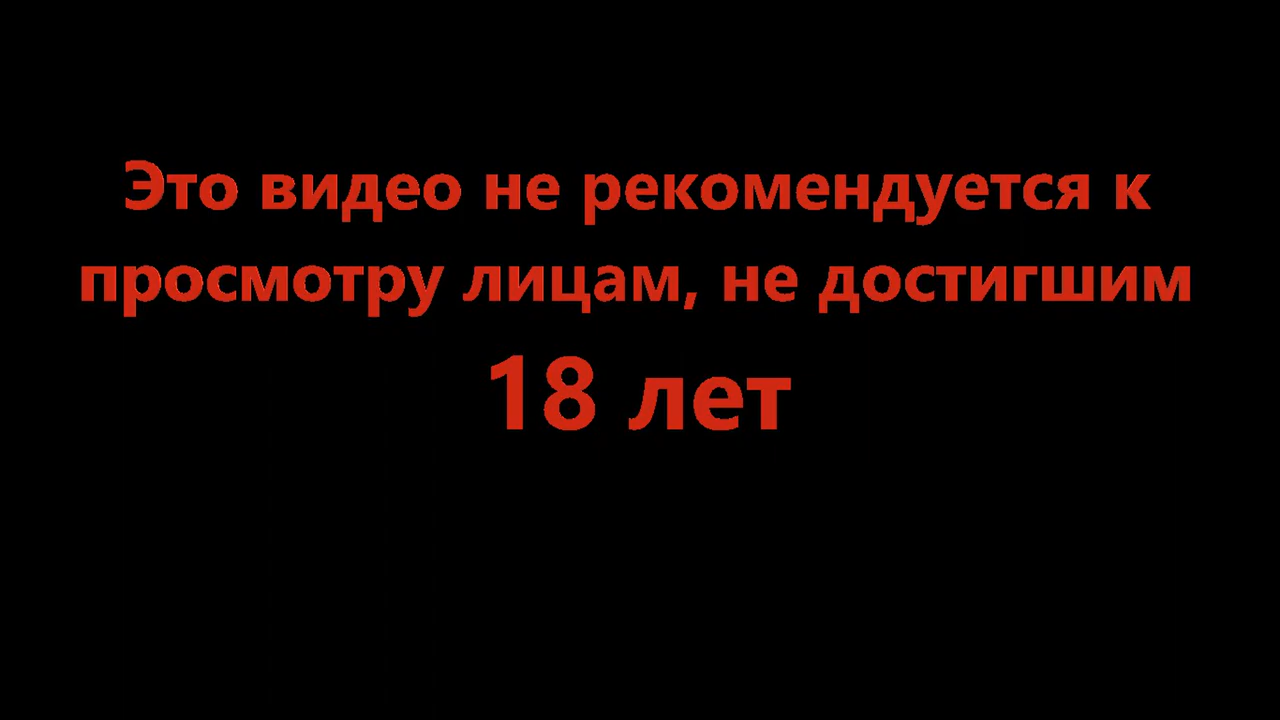 Это видео не рекомендуется к
просмотру лицам, не достигшим
18 лет